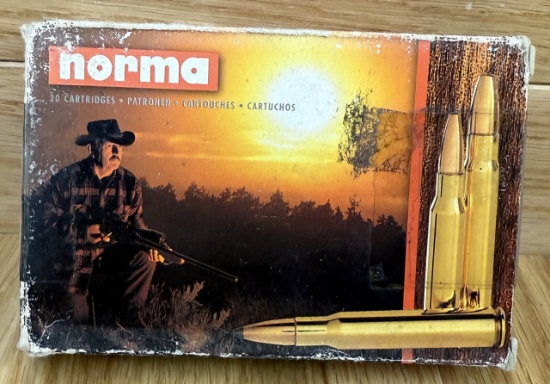 norma
20 CARTRIDGES • PATRONEN • CARTOUCHES • CARTUCHOS